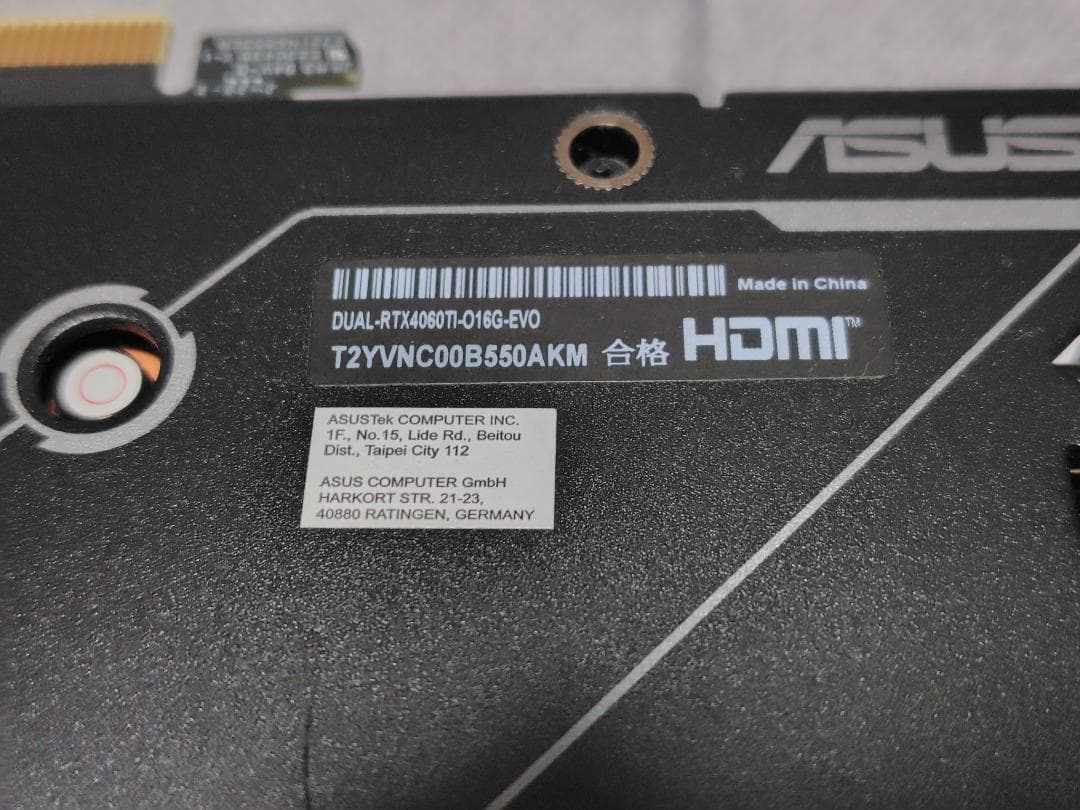 ASUS
Made in China
DUAL-RTX4060TI-O16G-EVO
T2YVNC00B550AKM 合格 HDMI™
ASUSTek COMPUTER INC.
1F., No.15, Lide Rd., Beitou
Dist., Taipei City 112
ASUS COMPUTER GmbH
HARKORT STR. 21-23,
40880 RATINGEN, GERMANY